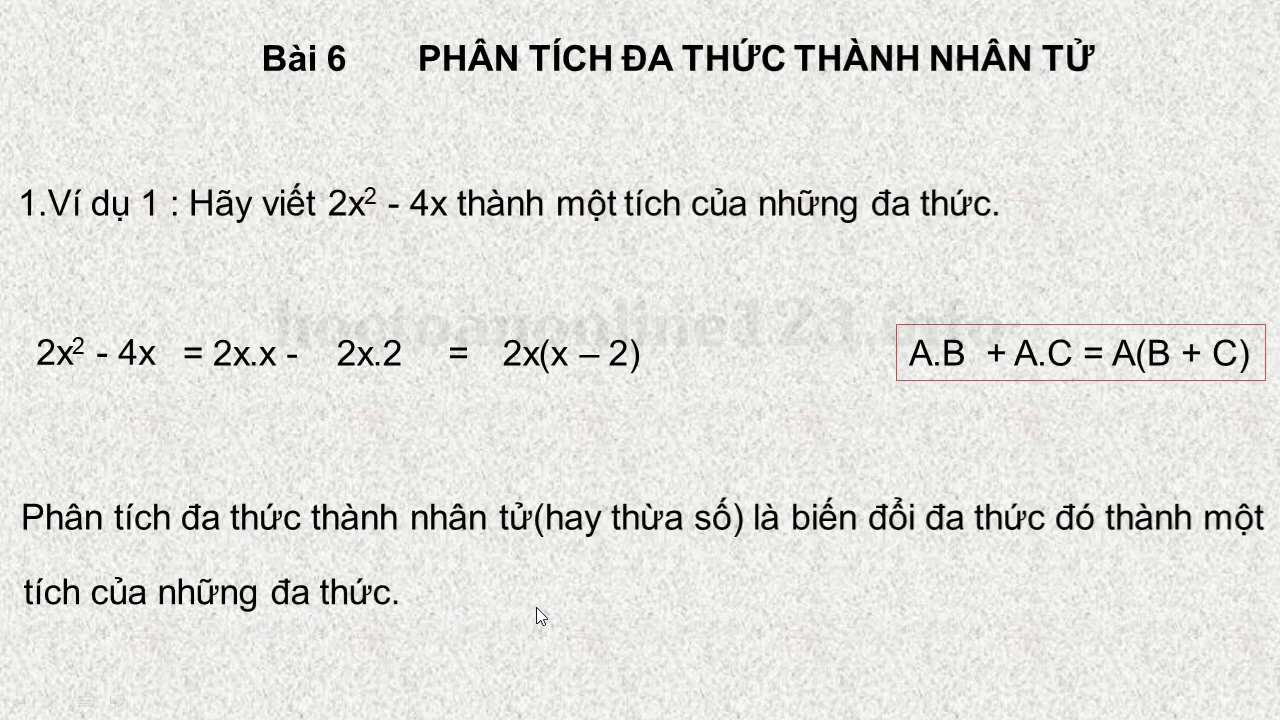 Bài 6 PHÂN TÍCH ĐA THỨC THÀNH NHÂN TỬ
1.Ví dụ 1 : Hãy viết 2x² - 4x thành một tích của những đa thức.
2x² - 4x = 2x.x - 2x.2 = 2x(x – 2)
A.B + A.C = A(B + C)
Phân tích đa thức thành nhân tử(hay thừa số) là biến đổi đa thức đó thành một
tích của những đa thức.